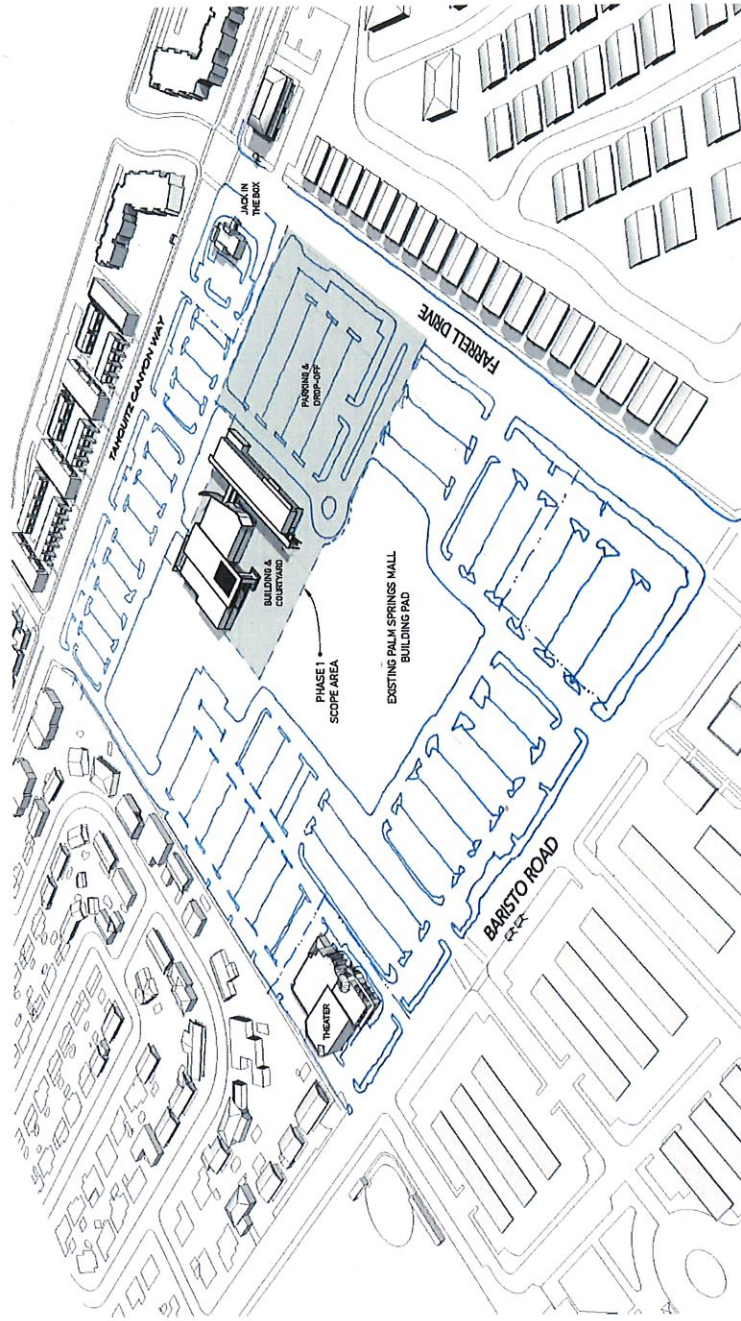 TAHQUITZ CANYON WAY
JACK IN
THE BOX
PARKING &
DROP-OFF
FARRELL DRIVE
BUILDING &
COURTYARD
PHASE 1
SCOPE AREA
EXISTING PALM SPRINGS MALL
BUILDING PAD
THEATER
BARISTO ROAD